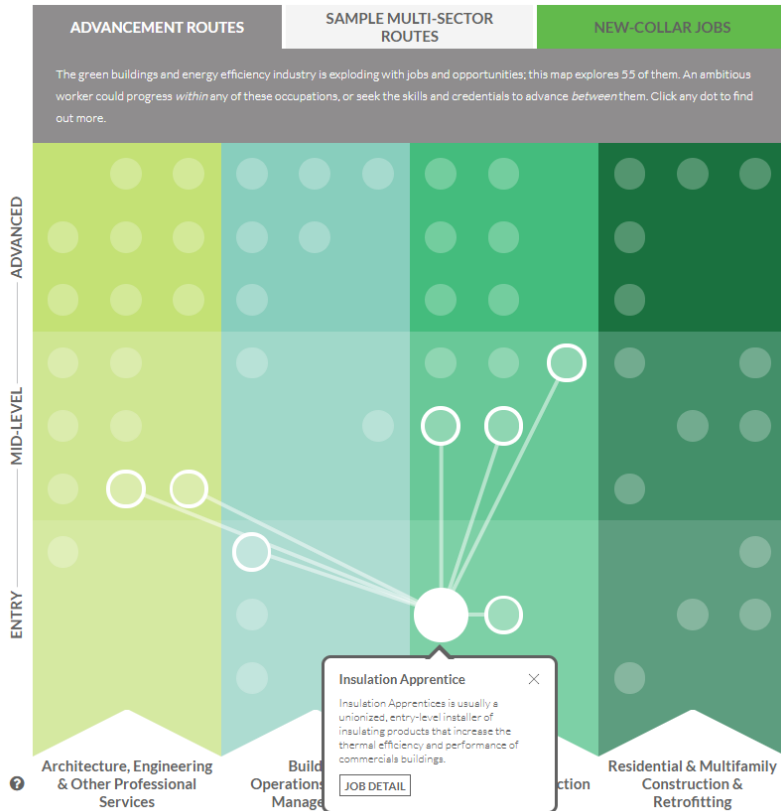 ADVANCEMENT ROUTES
SAMPLE MULTI-SECTOR
ROUTES
NEW-COLLAR JOBS
The green buildings and energy efficiency industry is exploding with jobs and opportunities; this map explores 55 of them. An ambitious
worker could progress within any of these occupations, or seek the skills and credentials to advance between them. Click any dot to find
out more.
ADVANCED
MID-LEVEL
ENTRY
Insulation Apprentice
Insulation Apprentices is usually a
unionized, entry-level installer of
insulating products that increase the
thermal efficiency and performance of
commercials buildings.
JOB DETAIL
?
Architecture, Engineering
& Other Professional
Services
Build
Operations
Manage
ction
Residential & Multifamily
Construction &
Retrofitting